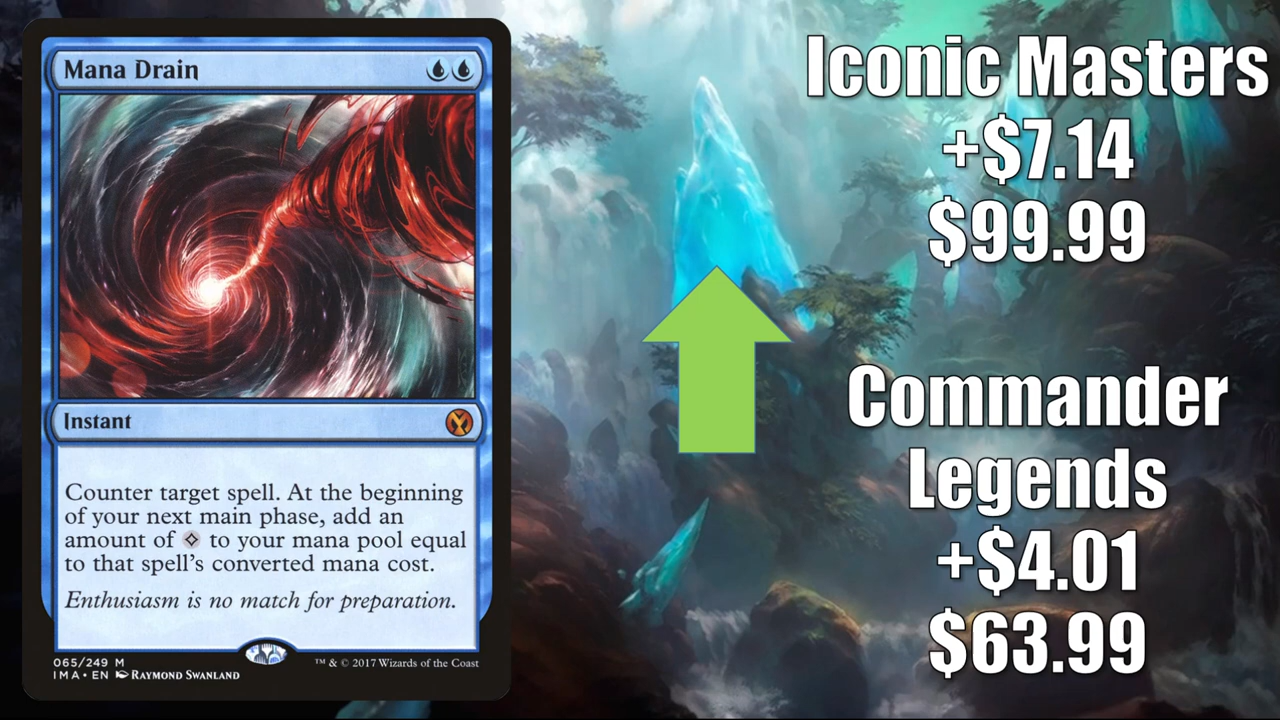 Mana Drain
Instant
Counter target spell. At the beginning
of your next main phase, add an
amount of to your mana pool equal
to that spell's converted mana cost.
Enthusiasm is no match for preparation.
065/249 M
IMA • EN Raymond Swanland
™ & © 2017 Wizards of the Coast
Iconic Masters
+$7.14
$99.99
Commander
Legends
+$4.01
$63.99